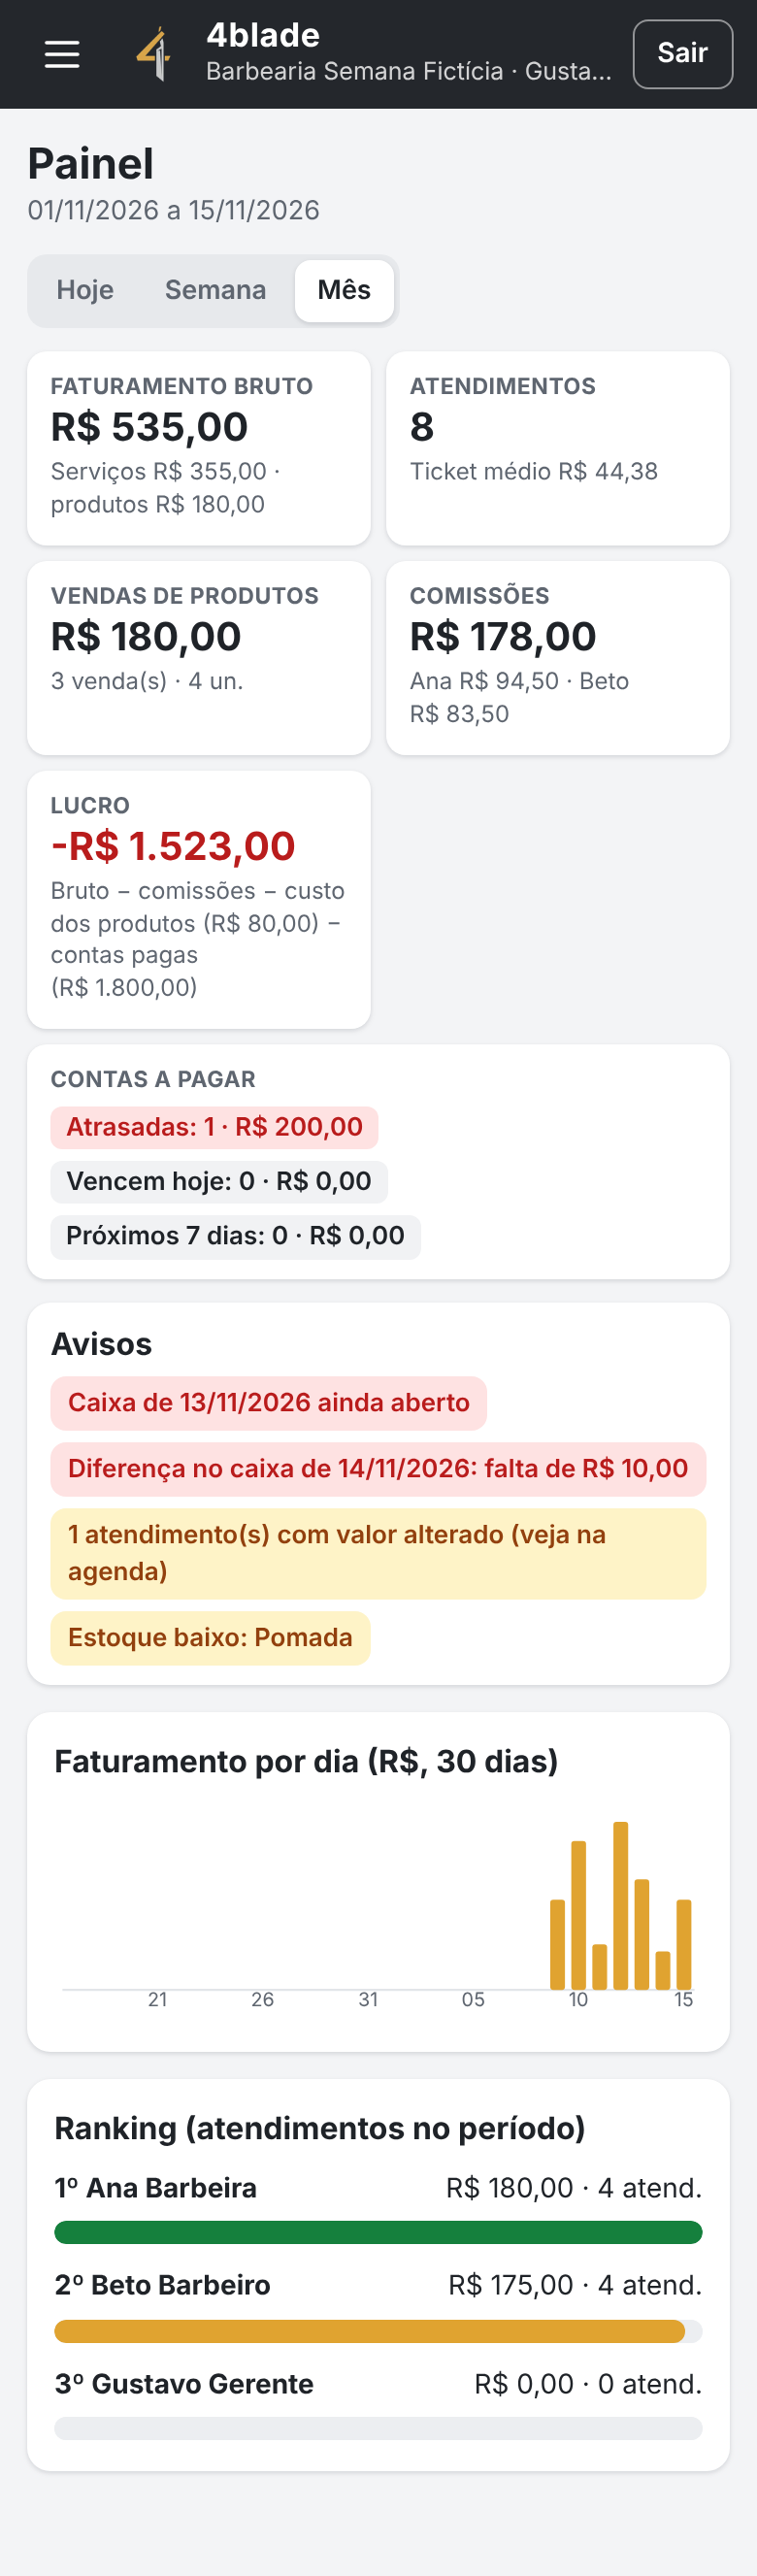 4blade
Barbearia Semana Fictícia · Gusta...
Sair
Painel
01/11/2026 a 15/11/2026
Hoje
Semana
Mês
FATURAMENTO BRUTO
R$ 535,00
Serviços R$ 355,00 ·
produtos R$ 180,00
ATENDIMENTOS
8
Ticket médio R$ 44,38
VENDAS DE PRODUTOS
R$ 180,00
3 venda(s) · 4 un.
COMISSÕES
R$ 178,00
Ana R$ 94,50 · Beto
R$ 83,50
LUCRO
-R$ 1.523,00
Bruto − comissões − custo
dos produtos (R$ 80,00) −
contas pagas
(R$ 1.800,00)
CONTAS A PAGAR
Atrasadas: 1 · R$ 200,00
Vencem hoje: 0 · R$ 0,00
Próximos 7 dias: 0 · R$ 0,00
Avisos
Caixa de 13/11/2026 ainda aberto
Diferença no caixa de 14/11/2026: falta de R$ 10,00
1 atendimento(s) com valor alterado (veja na
agenda)
Estoque baixo: Pomada
Faturamento por dia (R$, 30 dias)
21 26 31 05 10 15
Ranking (atendimentos no período)
1º Ana Barbeira R$ 180,00 · 4 atend.
2º Beto Barbeiro R$ 175,00 · 4 atend.
3º Gustavo Gerente R$ 0,00 · 0 atend.